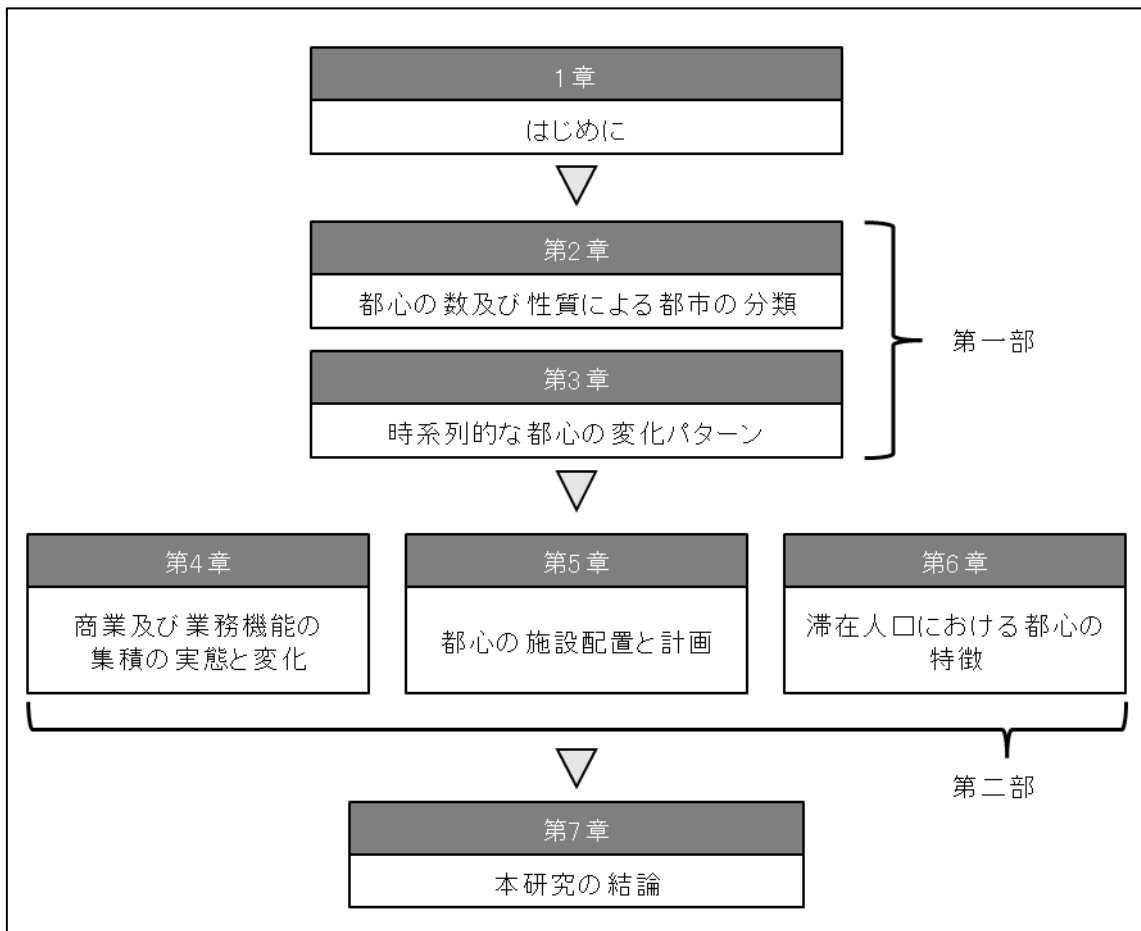 1章
はじめに
第2章
都心の数及び性質による都市の分類
第一部
第3章
時系列的な都心の変化パターン
第4章
商業及び業務機能の
集積の実態と変化
第5章
都心の施設配置と計画
第6章
滞在人口における都心の
特徴
第二部
第7章
本研究の結論